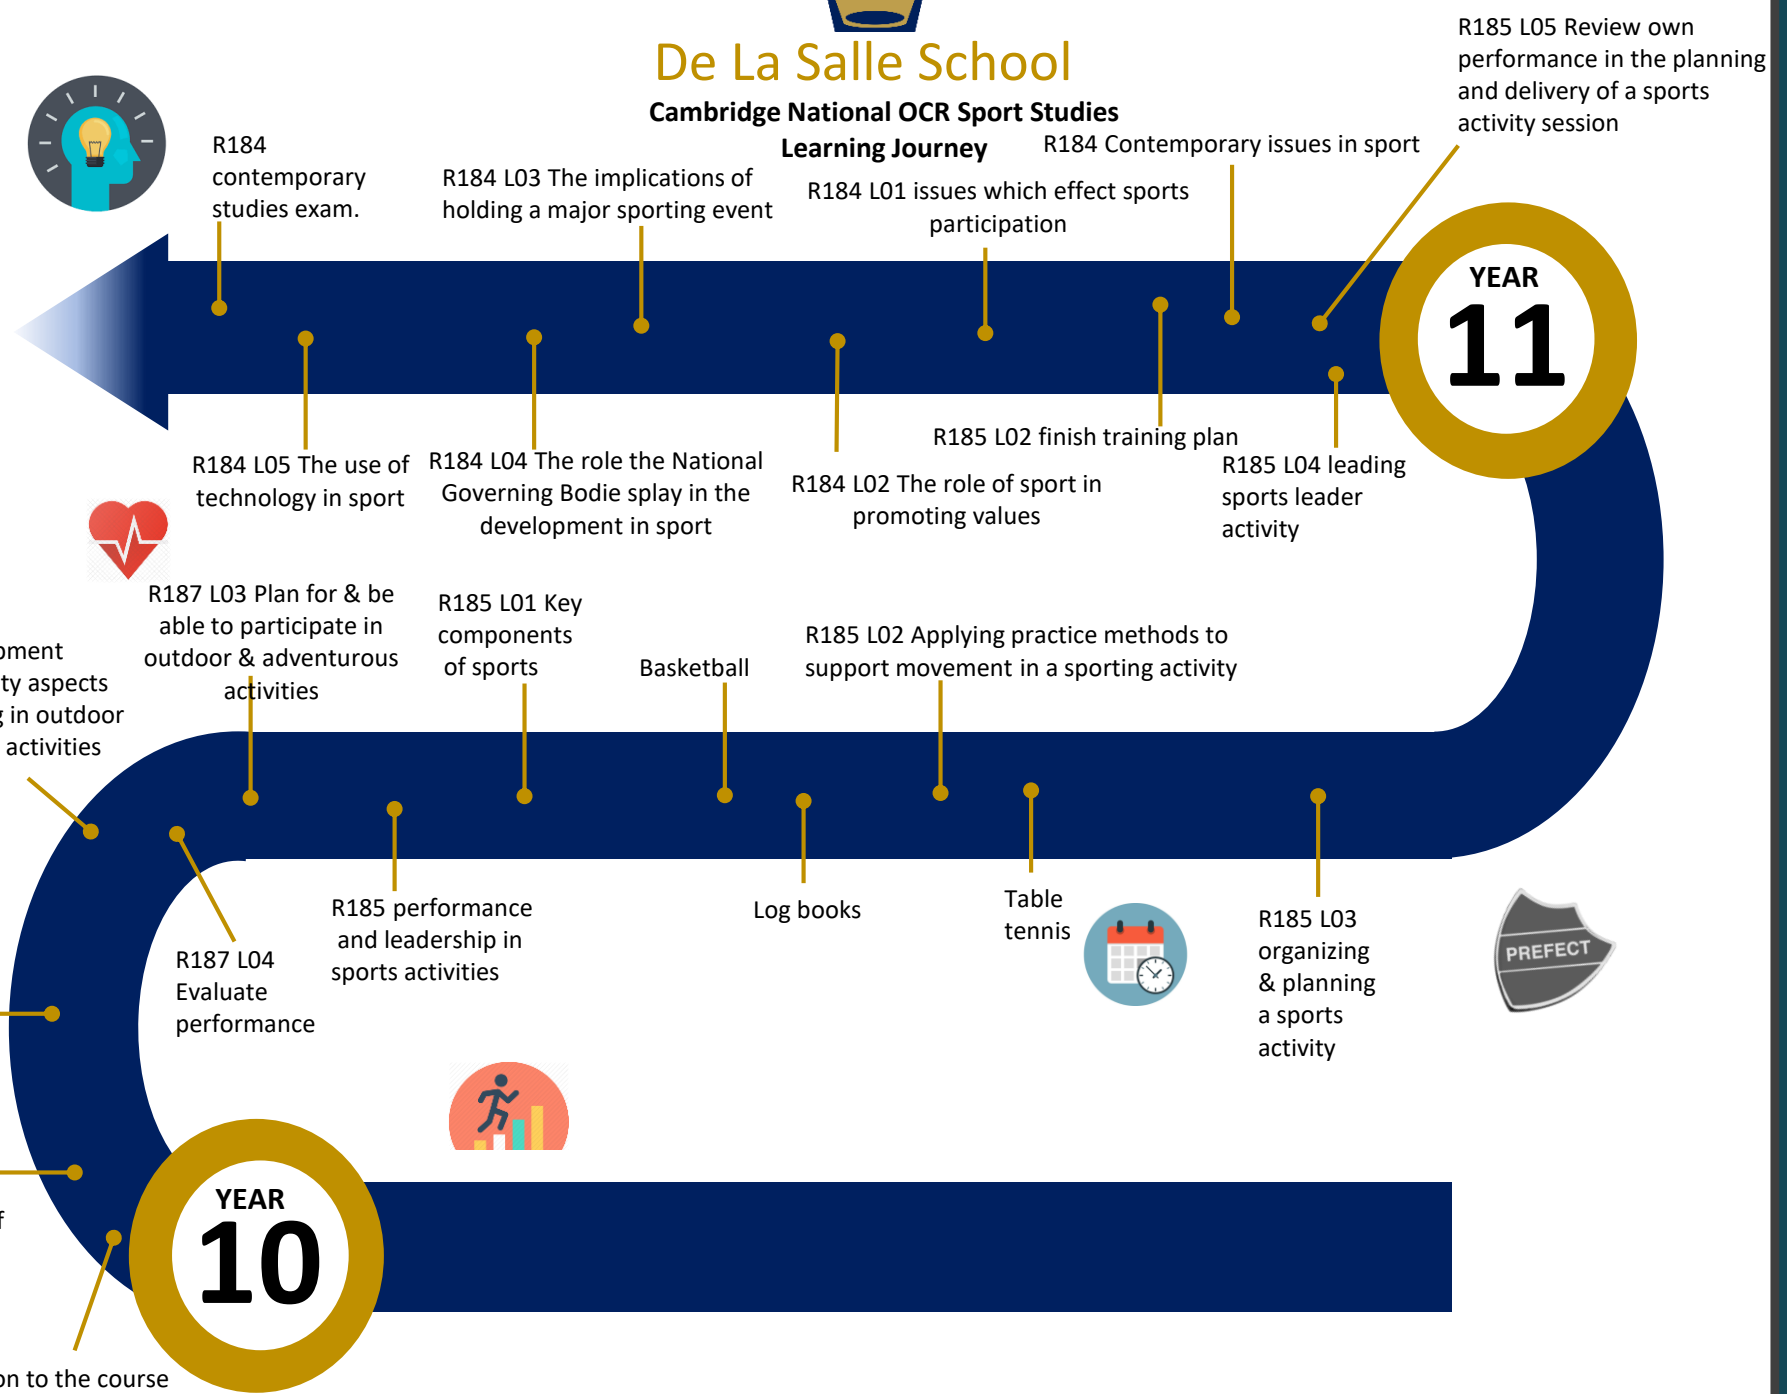 De La Salle School
Cambridge National OCR Sport Studies
Learning Journey
R185 L05 Review own
performance in the planning
and delivery of a sports
activity session
R184 Contemporary issues in sport
R184
contemporary
studies exam.
R184 L03 The implications of
holding a major sporting event
R184 L01 issues which effect sports
participation
YEAR
11
R184 L05 The use of
technology in sport
R184 L04 The role the National
Governing Bodie splay in the
development in sport
R184 L02 The role of sport in
promoting values
R185 L02 finish training plan
R185 L04 leading
sports leader
activity
pment
ty aspects
g in outdoor
activities
R187 L03 Plan for & be
able to participate in
outdoor & adventurous
activities
R185 L01 Key
components
of sports
Basketball
R185 L02 Applying practice methods to
support movement in a sporting activity
R187 L04
Evaluate
performance
R185 performance
and leadership in
sports activities
Log books
Table
tennis
R185 L03
organizing
& planning
a sports
activity
PREFECT
YEAR
10
f
on to the course